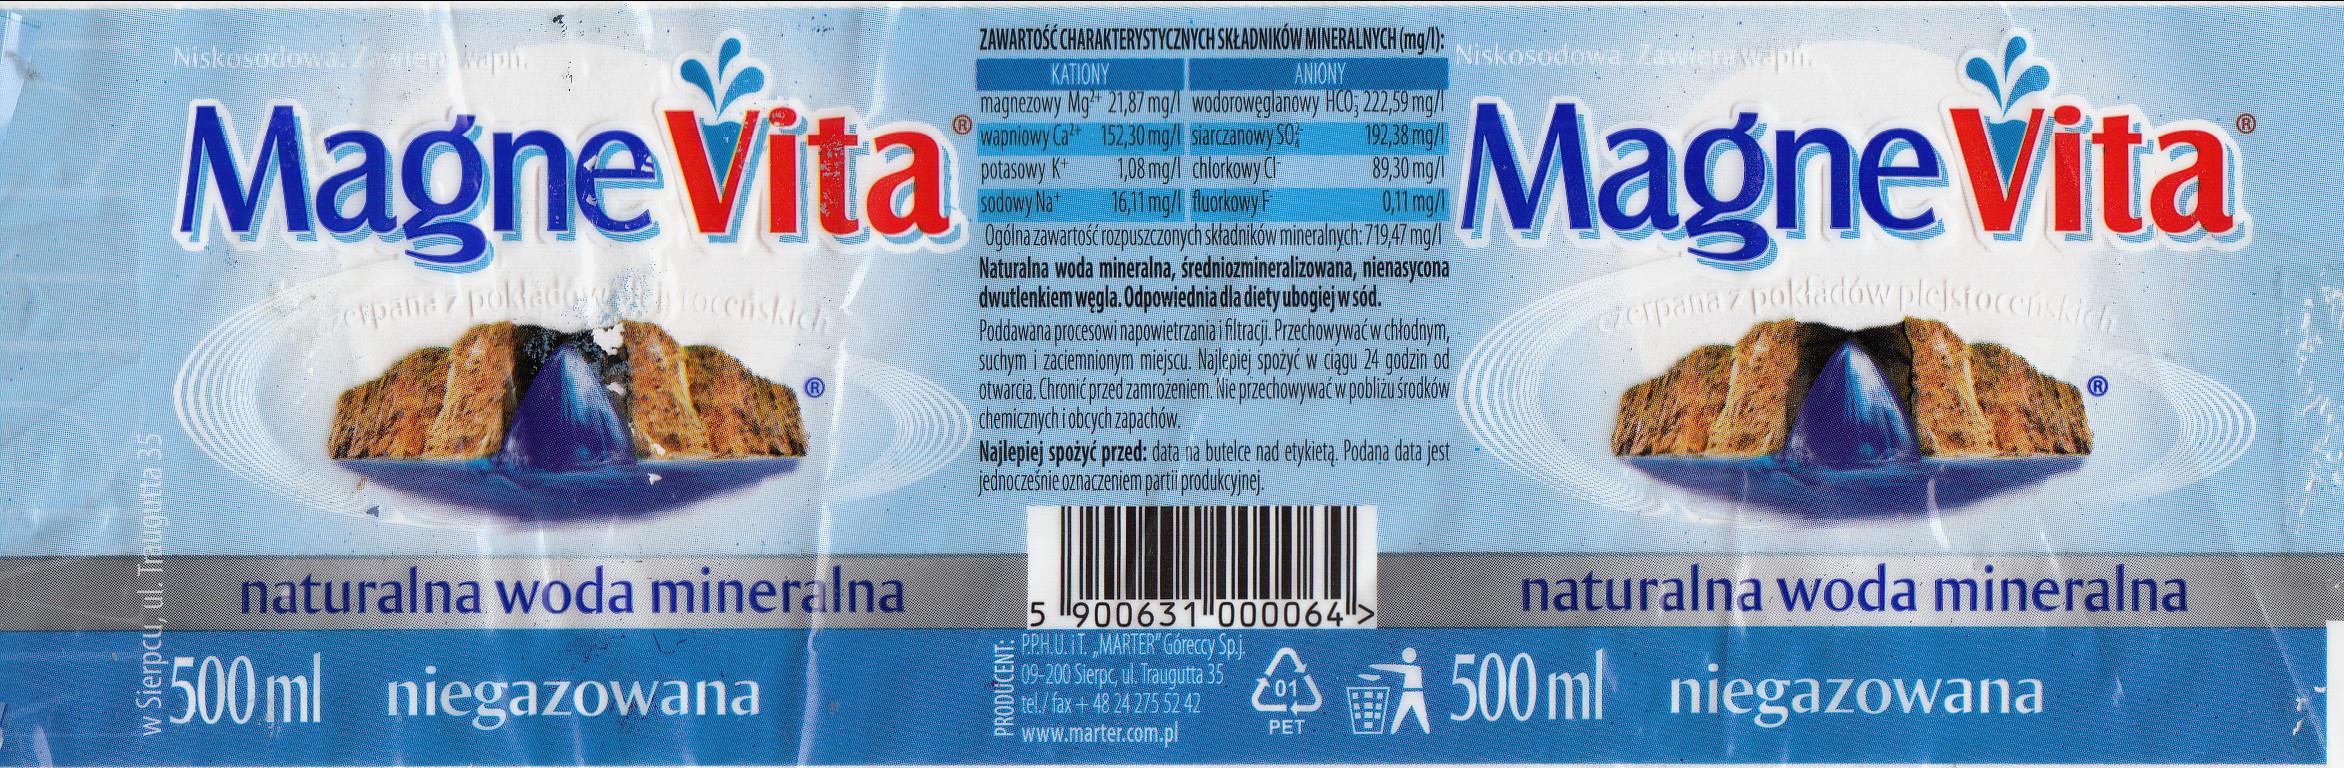 Niskosodowa. Zawiera wapń.
MagneVita®
czerpana z pokładów plejstoceńskich
®
naturalna woda mineralna
500 ml niegazowana
w Sierpcu, ul. Traugutta 35
ZAWARTOŚĆ CHARAKTERYSTYCZNYCH SKŁADNIKÓW MINERALNYCH (mg/l):
KATIONY ANIONY
magnezowy Mg²⁺ 21,87 mg/l wodorowęglanowy HCO₃⁻ 222,59 mg/l
wapniowy Ca²⁺ 152,30 mg/l siarczanowy SO₄²⁻ 192,38 mg/l
potasowy K⁺ 1,08 mg/l chlorkowy Cl⁻ 89,30 mg/l
sodowy Na⁺ 16,11 mg/l fluorkowy F⁻ 0,11 mg/l
Ogólna zawartość rozpuszczonych składników mineralnych: 719,47 mg/l
Naturalna woda mineralna, średniozmineralizowana, nienasycona
dwutlenkiem węgla. Odpowiednia dla diety ubogiej w sód.
Poddawana procesowi napowietrzania i filtracji. Przechowywać w chłodnym,
suchym i zaciemnionym miejscu. Najlepiej spożyć w ciągu 24 godzin od
otwarcia. Chronić przed zamrożeniem. Nie przechowywać w pobliżu środków
chemicznych i obcych zapachów.
Najlepiej spożyć przed: data na butelce nad etykietą. Podana data jest
jednocześnie oznaczeniem partii produkcyjnej.
5 900631 000064 >
PRODUCENT:
P.P.H.U. i T. „MARTER” Góreccy Sp.j.
09-200 Sierpc, ul. Traugutta 35
tel./ fax + 48 24 275 52 42
www.marter.com.pl
01
PET
Niskosodowa. Zawiera wapń.
MagneVita®
czerpana z pokładów plejstoceńskich
®
naturalna woda mineralna
500 ml niegazowana